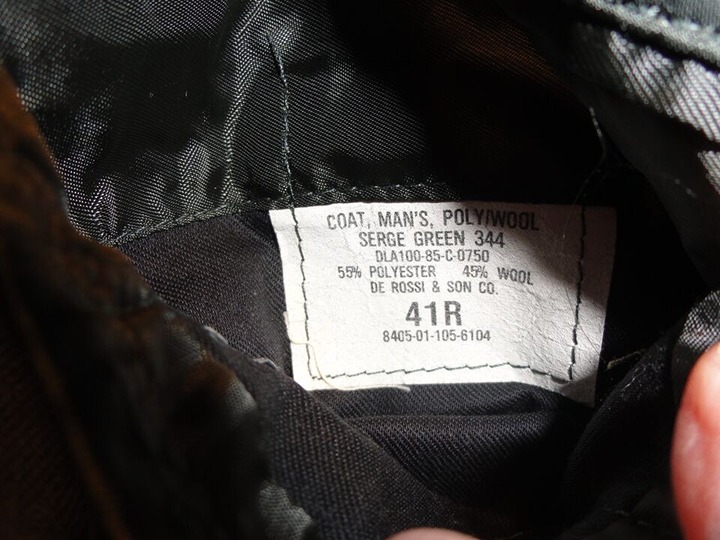 COAT, MAN'S, POLY/WOOL
SERGE GREEN 344
DLA100-85-C-0750
55% POLYESTER 45% WOOL
DE ROSSI & SON CO.
41R
8405-01-105-6104